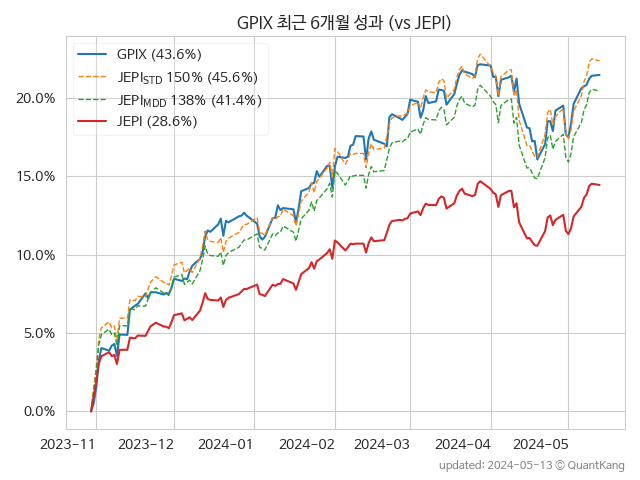 GPIX 최근 6개월 성과 (vs JEPI)
GPIX (43.6%)
JEPI_STD 150% (45.6%)
JEPI_MDD 138% (41.4%)
JEPI (28.6%)
20.0%
15.0%
10.0%
5.0%
0.0%
2023−11 2023−12 2024−01 2024−02 2024−03 2024−04 2024−05
updated: 2024-05-13 ⓒ QuantKang